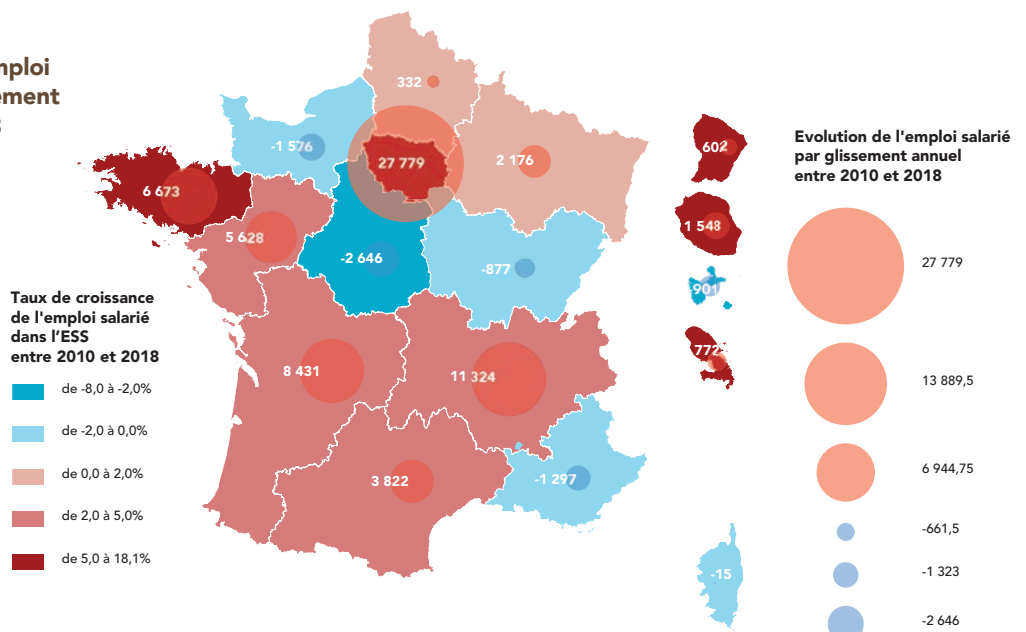 mploi
ement
332
-1 576
27 779
2 176
6 673
5 628
-2 646
-877
8 431
11 324
3 822
-1 297
602
1 548
-901
772
-15
Taux de croissance
de l'emploi salarié
dans l'ESS
entre 2010 et 2018
de -8,0 à -2,0%
de -2,0 à 0,0%
de 0,0 à 2,0%
de 2,0 à 5,0%
de 5,0 à 18,1%
Evolution de l'emploi salarié
par glissement annuel
entre 2010 et 2018
27 779
13 889,5
6 944,75
-661,5
-1 323
-2 646